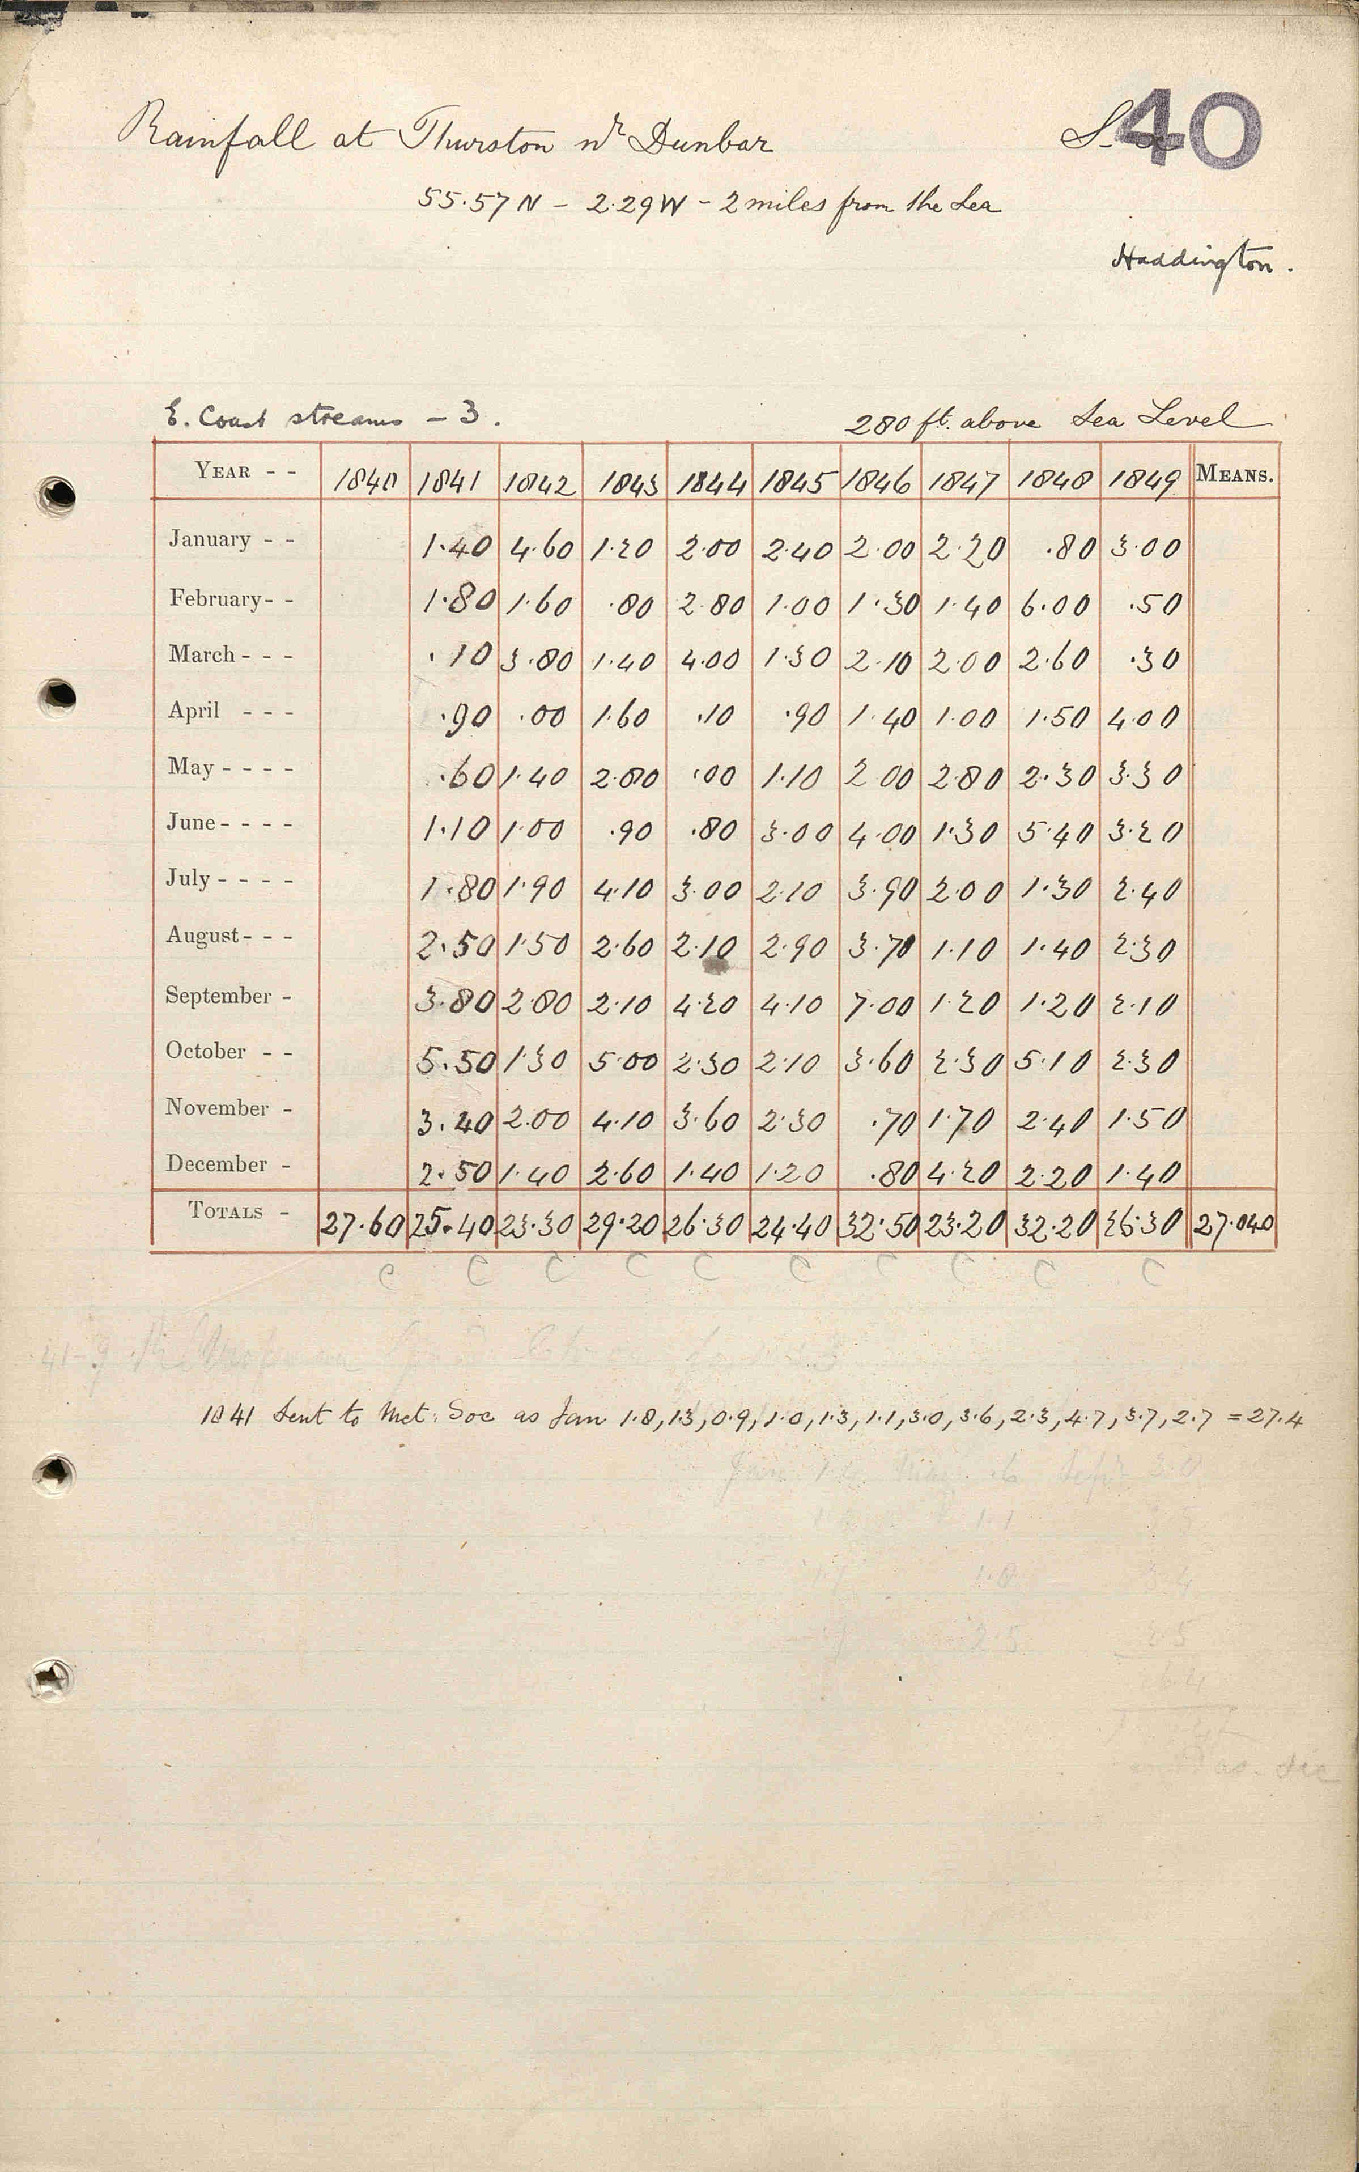 40
Rainfall at Thurston nr Dunbar
55.57 N - 2.29 W - 2 miles from the Sea
Haddington.
E. Coast streams - 3. 280 ft. above Sea Level
YEAR - - 1840 1841 1842 1843 1844 1845 1846 1847 1848 1849 MEANS.
January - - 1.40 4.60 1.20 2.00 2.40 2.00 2.20 .80 3.00
February - - 1.80 1.60 .80 2.80 1.00 1.30 1.40 6.00 .50
March - - - .10 3.80 1.40 4.00 1.30 2.10 2.00 2.60 .30
April - - - .90 .00 1.60 .10 .90 1.40 1.00 1.50 4.00
May - - - - .60 1.40 2.80 .00 1.10 2.00 2.80 2.30 3.30
June - - - - 1.10 1.00 .90 .80 3.00 4.00 1.30 5.40 3.20
July - - - - 1.80 1.90 4.10 3.00 2.10 3.90 2.00 1.30 2.40
August - - - 2.50 1.50 2.60 2.10 2.90 3.70 1.10 1.40 2.30
September - 3.80 2.80 2.10 4.20 4.10 7.00 1.20 1.20 2.10
October - - 5.50 1.30 5.00 2.30 2.10 3.60 2.30 5.10 2.30
November - 3.40 2.00 4.10 3.60 2.30 .70 1.70 2.40 1.50
December - 2.50 1.40 2.60 1.40 1.20 .80 4.20 2.20 1.40
TOTALS - 27.60 25.40 23.30 29.20 26.30 24.40 32.50 23.20 32.20 26.30 27.040
C C C C C C C C C C
1841 Sent to Met. Soc as Jan 1.8, 1.3, 0.9, 1.0, 1.3, 1.1, 3.0, 3.6, 2.3, 4.7, 3.7, 2.7 = 27.4
1.1
1.8 3.4
2.5 2.5